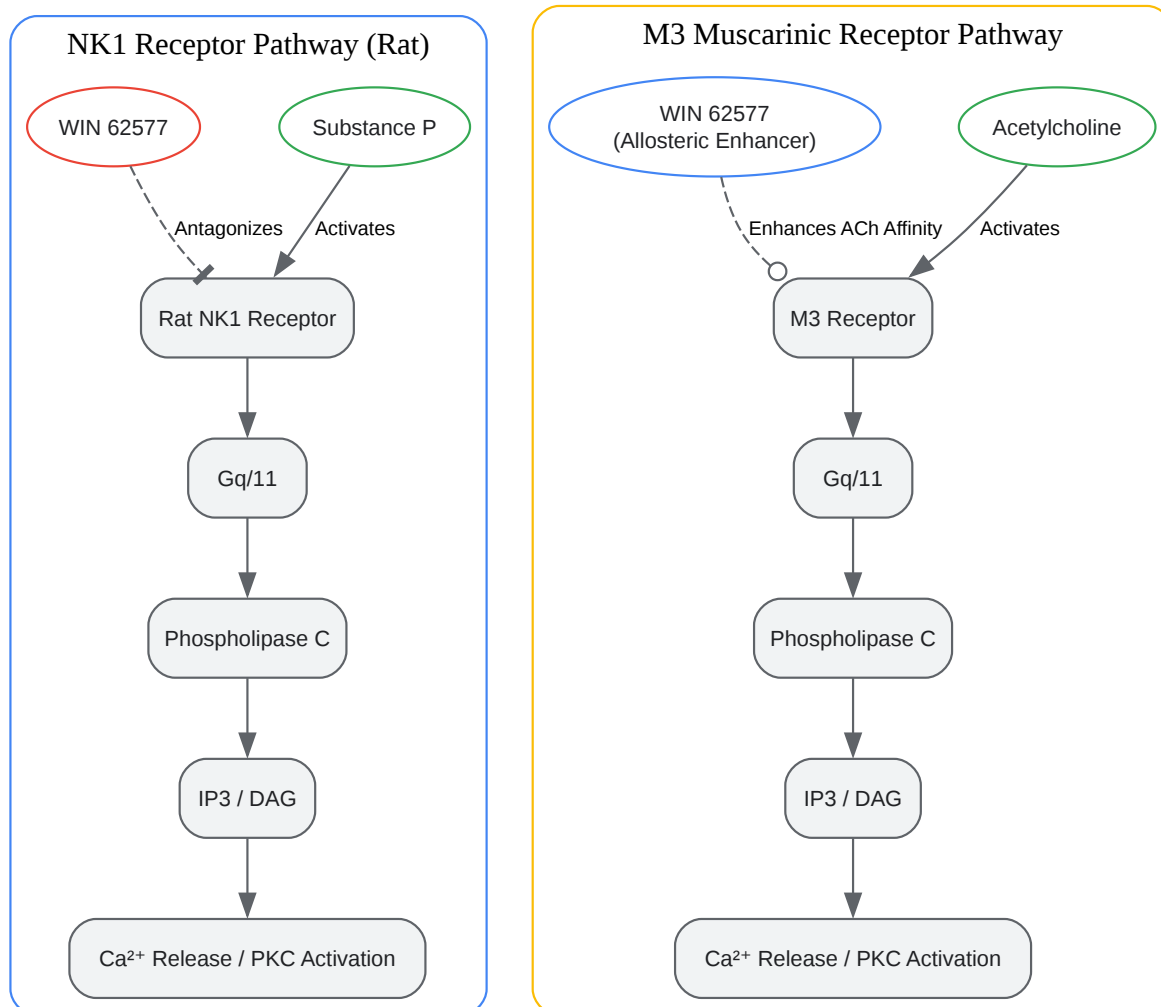 NK1 Receptor Pathway (Rat)
WIN 62577
Substance P
Antagonizes
Activates
Rat NK1 Receptor
Gq/11
Phospholipase C
IP3 / DAG
Ca²⁺ Release / PKC Activation
M3 Muscarinic Receptor Pathway
WIN 62577
(Allosteric Enhancer)
Acetylcholine
Enhances ACh Affinity
Activates
M3 Receptor
Gq/11
Phospholipase C
IP3 / DAG
Ca²⁺ Release / PKC Activation